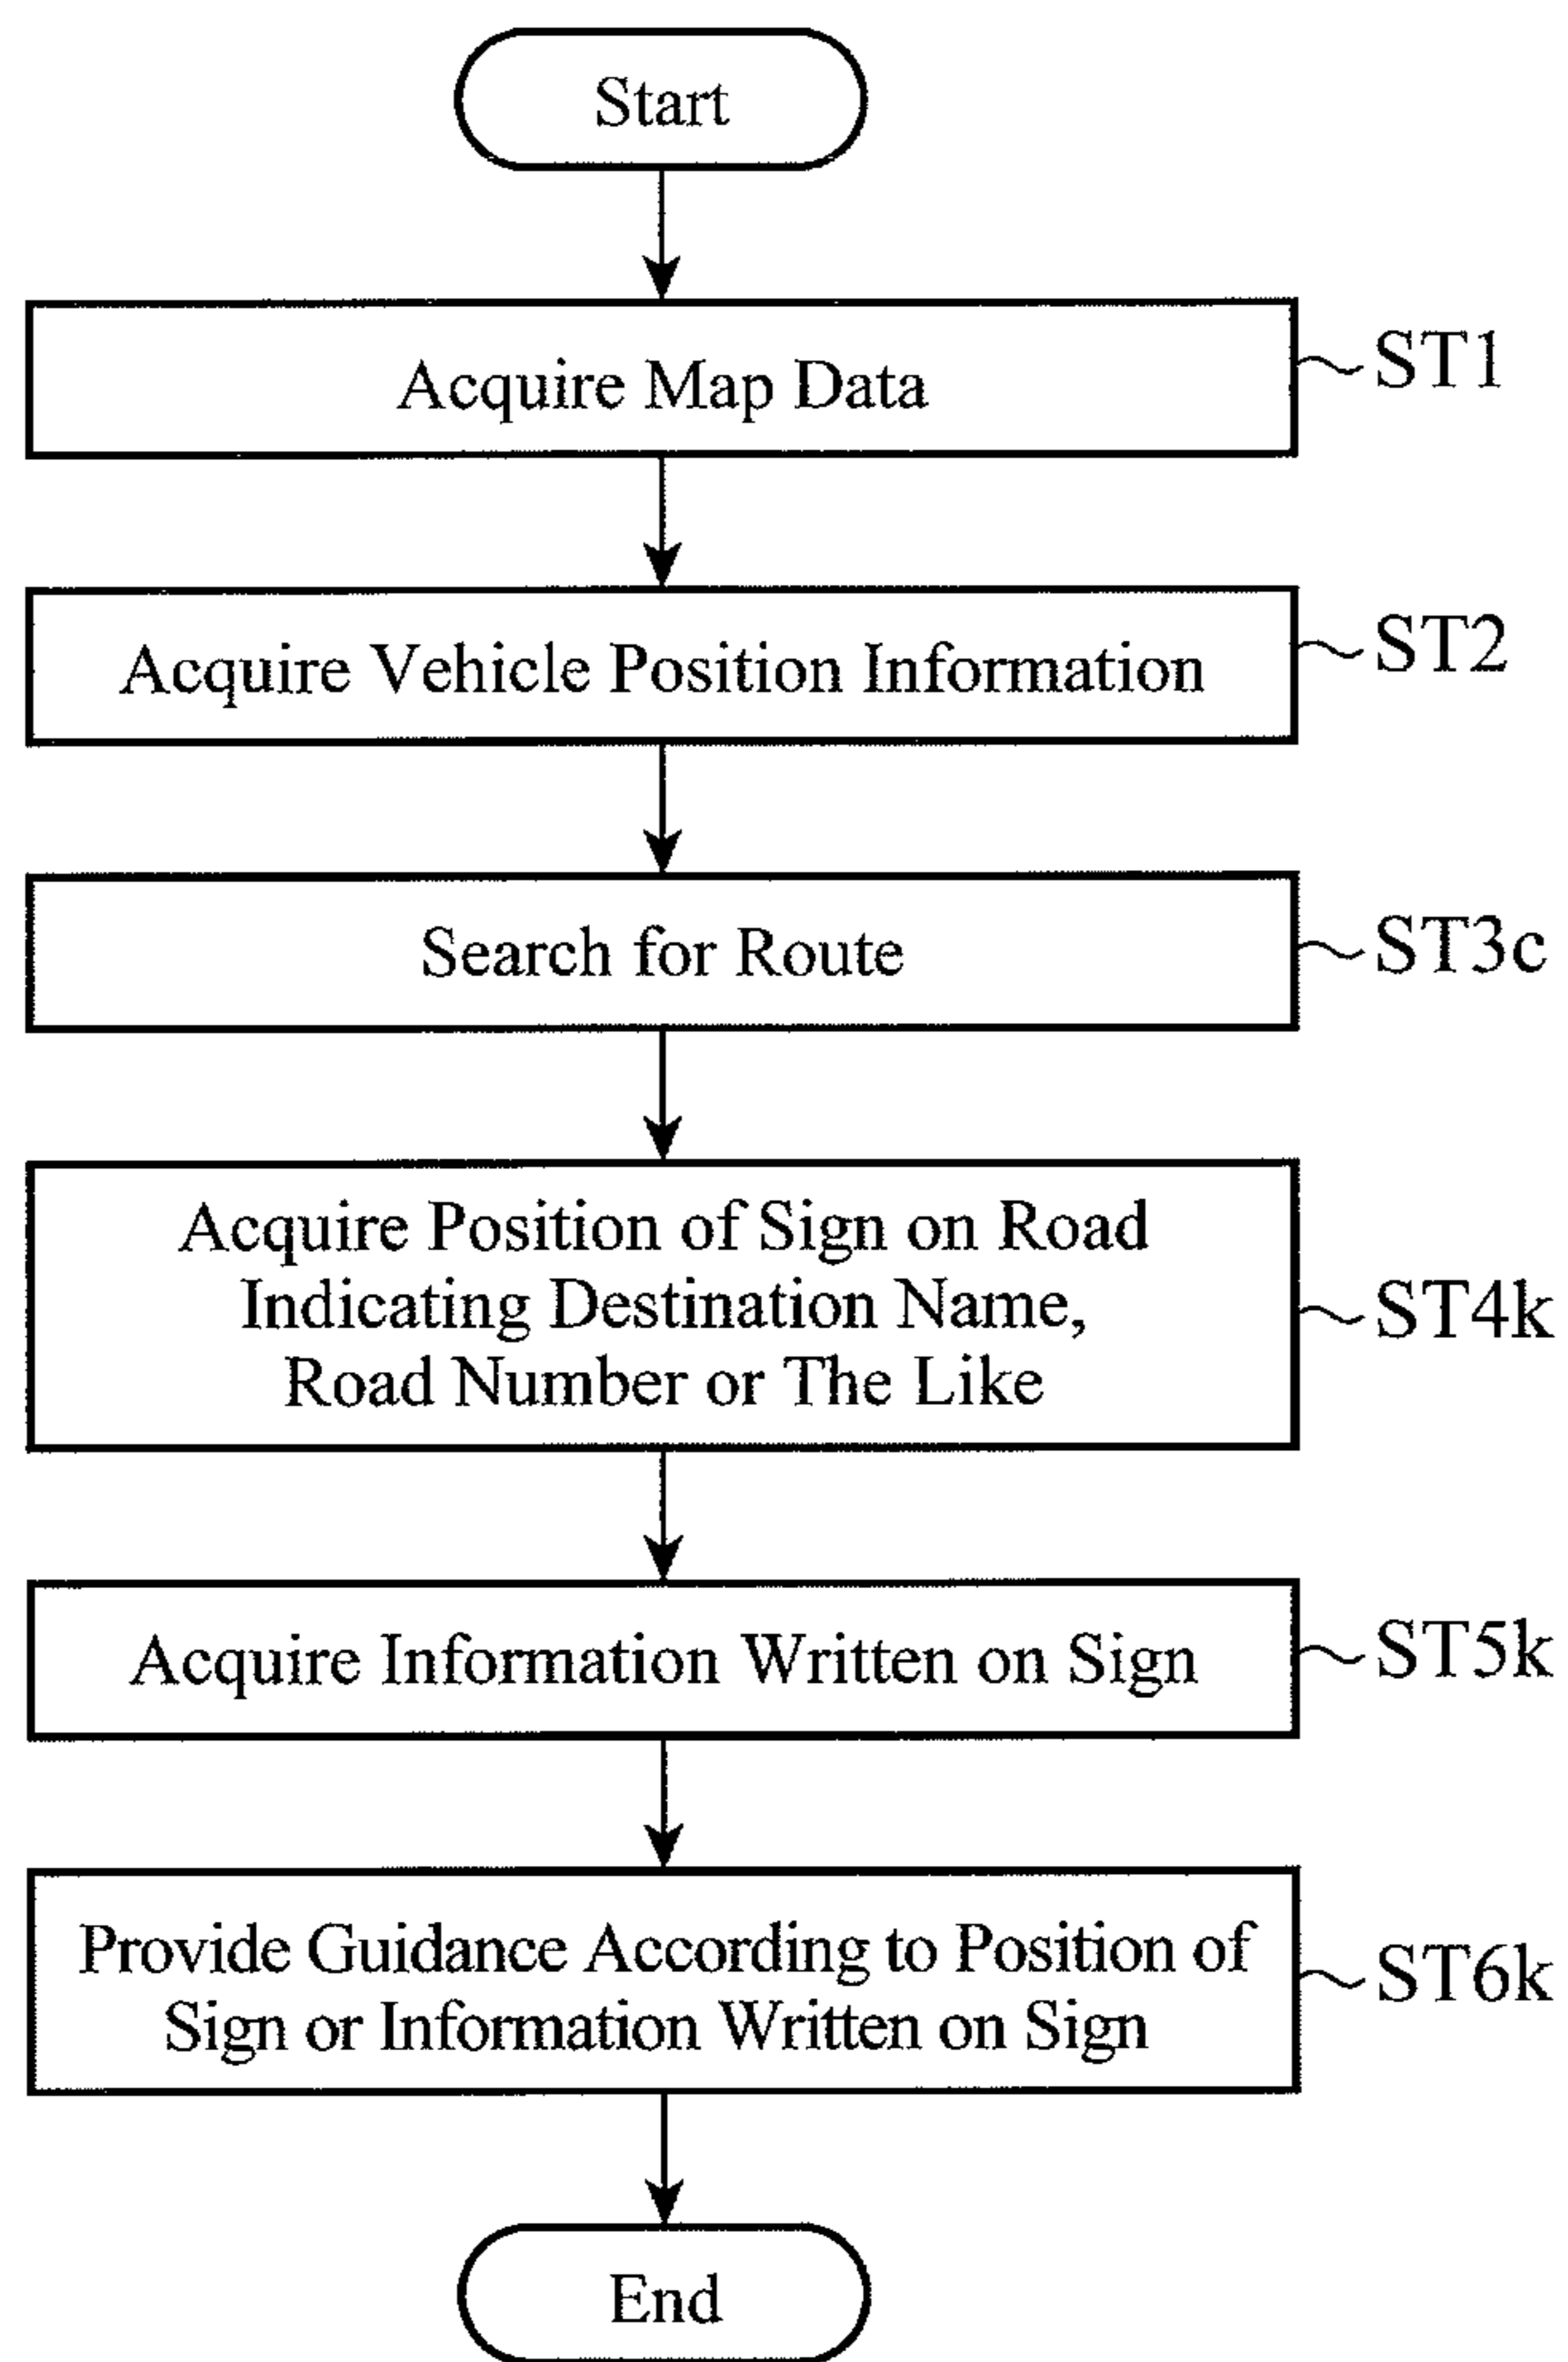 Start
Acquire Map Data
ST1
Acquire Vehicle Position Information
ST2
Search for Route
ST3c
Acquire Position of Sign on Road
Indicating Destination Name,
Road Number or The Like
ST4k
Acquire Information Written on Sign
ST5k
Provide Guidance According to Position of
Sign or Information Written on Sign
ST6k
End